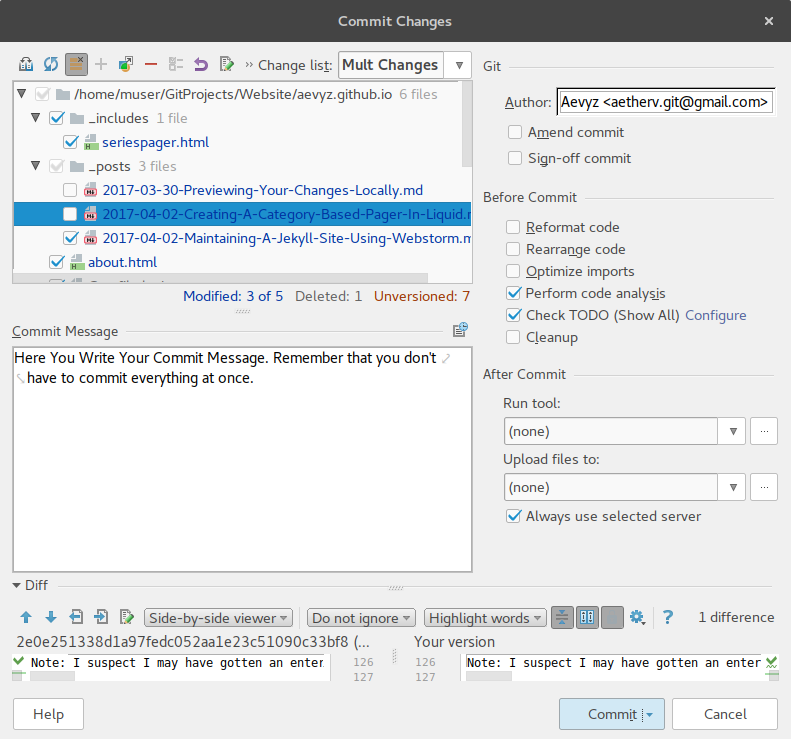 Commit Changes
Change list: Mult Changes
/home/muser/GitProjects/Website/aevyz.github.io 6 files
_includes 1 file
seriespager.html
_posts 3 files
2017-03-30-Previewing-Your-Changes-Locally.md
2017-04-02-Creating-A-Category-Based-Pager-In-Liquid.
2017-04-02-Maintaining-A-Jekyll-Site-Using-Webstorm.m
about.html
Modified: 3 of 5 Deleted: 1 Unversioned: 7
Commit Message
Here You Write Your Commit Message. Remember that you don't
have to commit everything at once.
Git
Author: Aevyz <aetherv.git@gmail.com>
Amend commit
Sign-off commit
Before Commit
Reformat code
Rearrange code
Optimize imports
Perform code analysis
Check TODO (Show All) Configure
Cleanup
After Commit
Run tool:
(none)
...
Upload files to:
(none)
...
Always use selected server
Diff
Side-by-side viewer Do not ignore Highlight words ? 1 difference
2e0e251338d1a97fedc052aa1e23c51090c33bf8 (... Your version
Note: I suspect I may have gotten an enter 126 126 Note: I suspect I may have gotten an enter
127 127
Help Commit Cancel